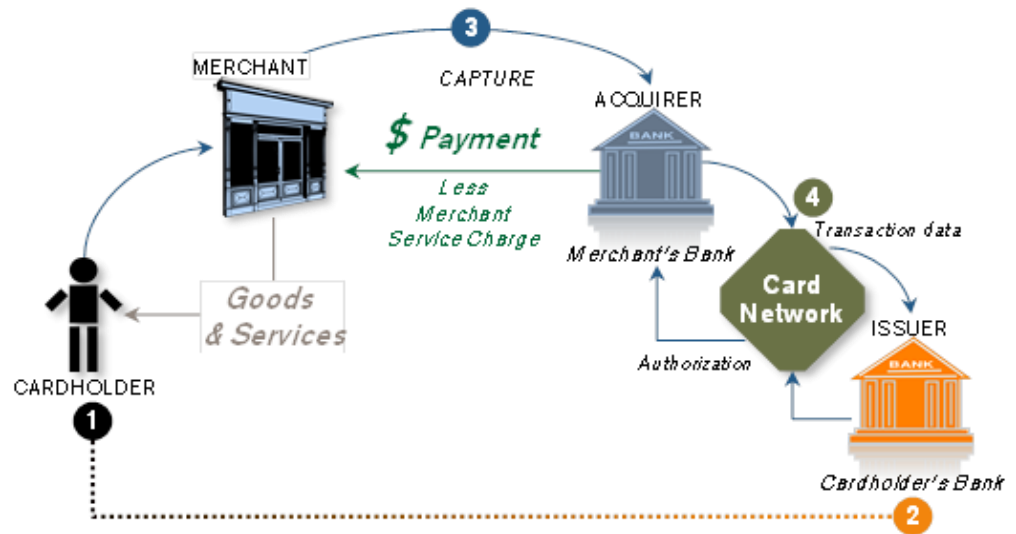 3
MERCHANT
CAPTURE
ACQUIRER
BANK
$ Payment
Less
Merchant
Service Charge
4
Transaction data
Merchant's Bank
Card
Network
Goods
& Services
ISSUER
BANK
Authorization
CARDHOLDER
1
Cardholder's Bank
2